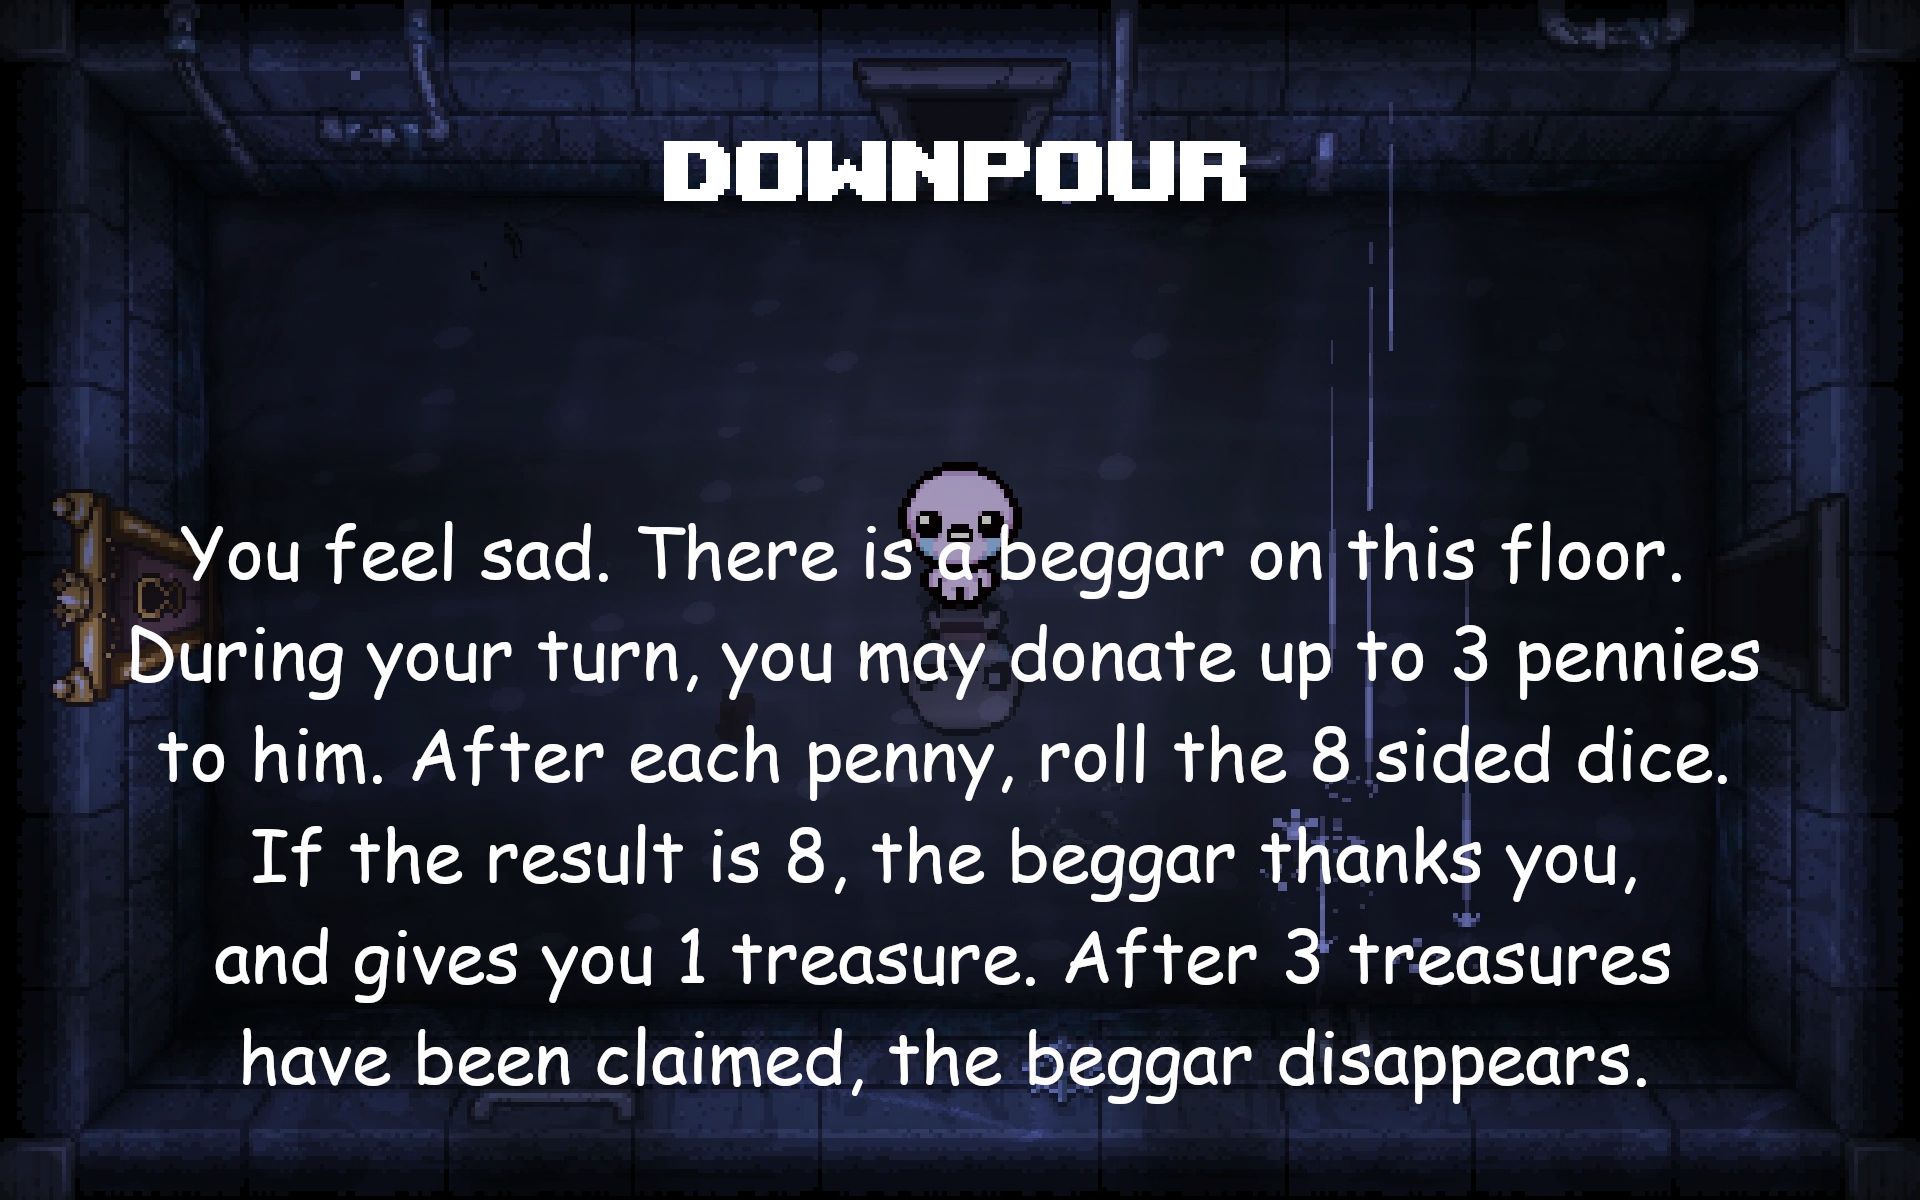 DOWNPOUR
You feel sad. There is a beggar on this floor.
During your turn, you may donate up to 3 pennies
to him. After each penny, roll the 8 sided dice.
If the result is 8, the beggar thanks you,
and gives you 1 treasure. After 3 treasures
have been claimed, the beggar disappears.